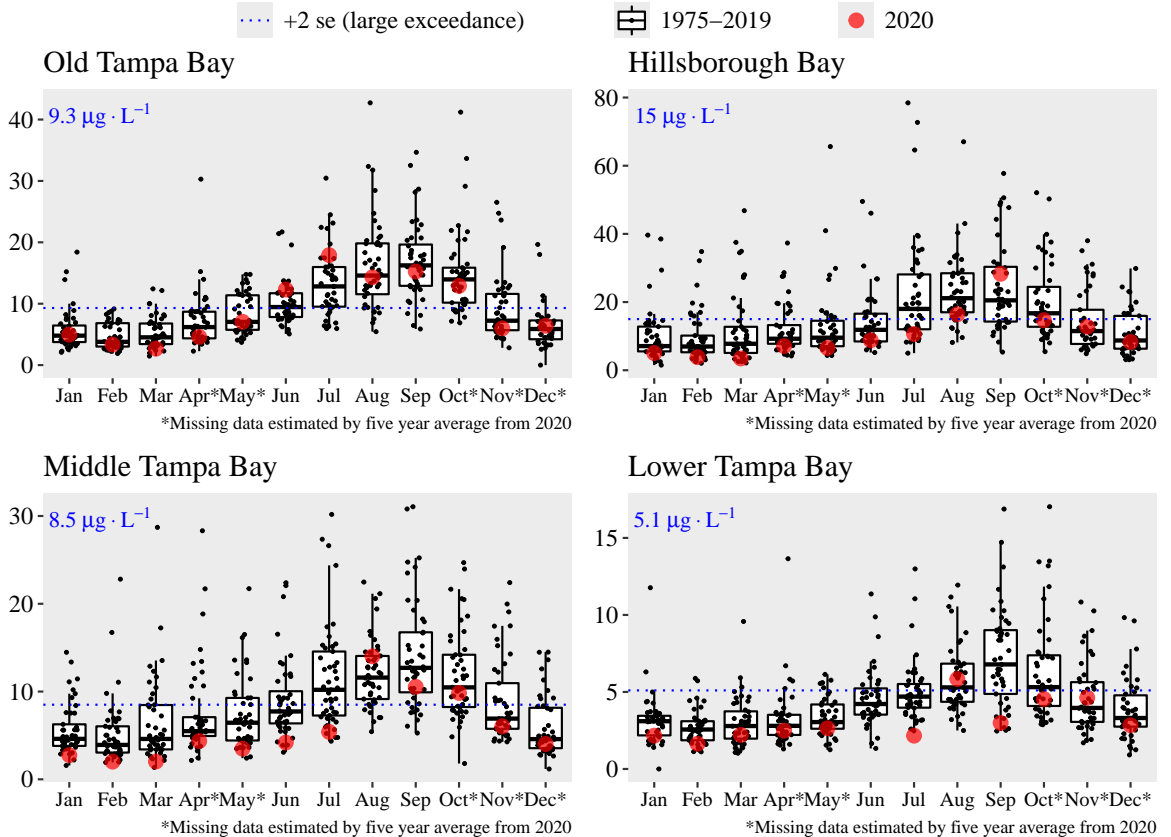 +2 se (large exceedance) 1975–2019 2020
Old Tampa Bay
9.3 μg · L⁻¹
40
30
20
10
0
Jan Feb Mar Apr* May* Jun Jul Aug Sep Oct* Nov* Dec*
*Missing data estimated by five year average from 2020
Hillsborough Bay
15 μg · L⁻¹
80
60
40
20
0
Jan Feb Mar Apr* May* Jun Jul Aug Sep Oct* Nov* Dec*
*Missing data estimated by five year average from 2020
Middle Tampa Bay
8.5 μg · L⁻¹
30
20
10
0
Jan Feb Mar Apr* May* Jun Jul Aug Sep Oct* Nov* Dec*
*Missing data estimated by five year average from 2020
Lower Tampa Bay
5.1 μg · L⁻¹
15
10
5
0
Jan Feb Mar Apr* May* Jun Jul Aug Sep Oct* Nov* Dec*
*Missing data estimated by five year average from 2020